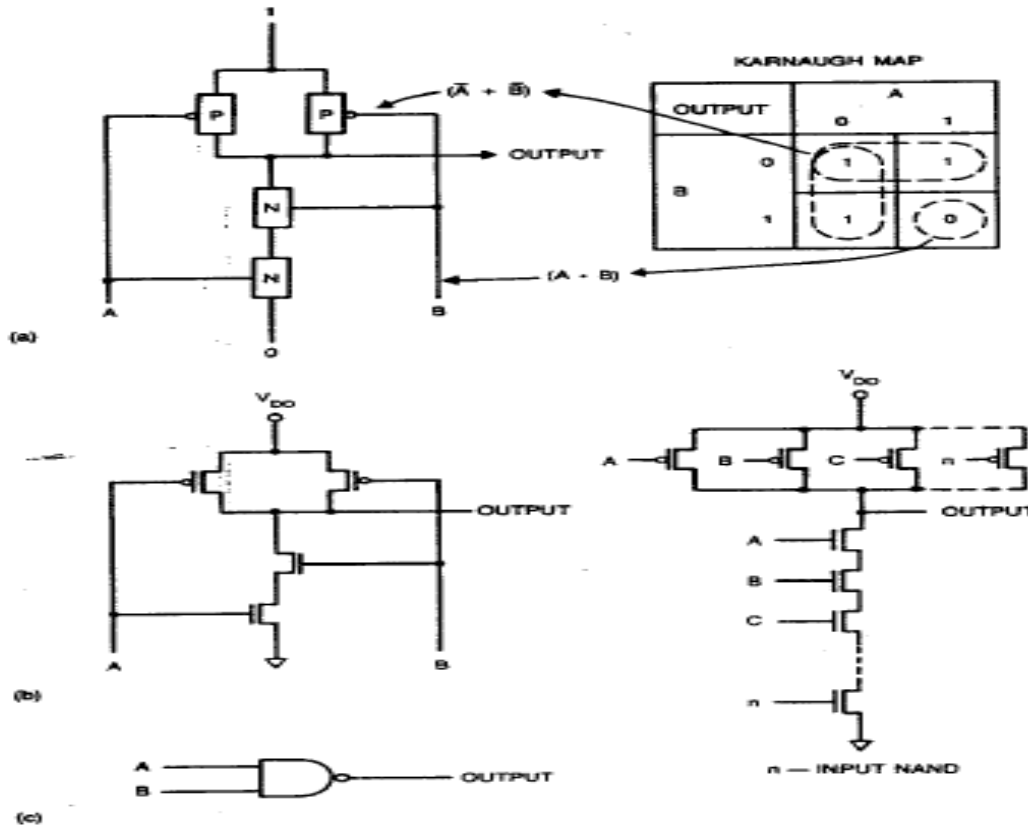 1
P
P
(A̅ + B̅)
OUTPUT
N
N
(A - B)
A
B
0
(a)
KARNAUGH MAP
OUTPUT
A
0 1
B
0 1 1
1 1 0
V_DD
OUTPUT
A
B
(b)
A
B
OUTPUT
(c)
V_DD
A B C n
OUTPUT
A
B
C
n
n — INPUT NAND